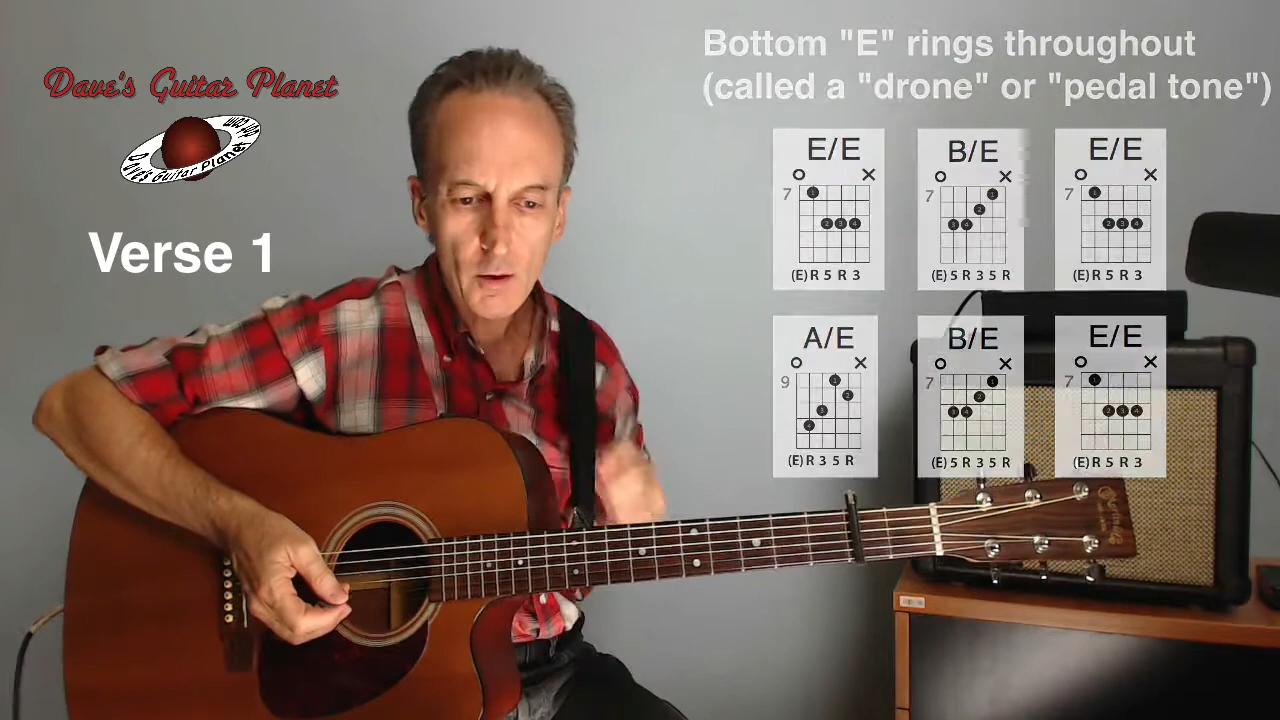 Bottom "E" rings throughout
(called a "drone" or "pedal tone")
Dave's Guitar Planet
Dave's Guitar Planet
Verse 1
E/E
7
(E) R 5 R 3
B/E
7
(E) 5 R 3 5 R
E/E
7
(E) R 5 R 3
A/E
9
(E) R 3 5 R
B/E
7
(E) 5 R 3 5 R
E/E
7
(E) R 5 R 3